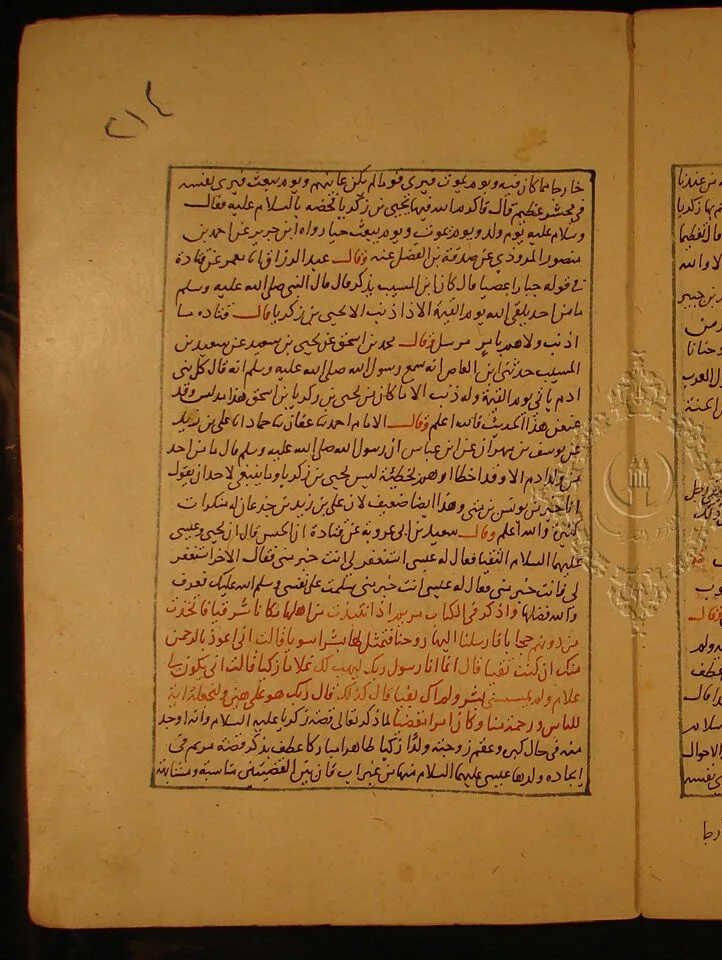 ٢١٤
خارجا مما كان فيه ويوم يموت فيرى قوما لم يكن عاينهم ويوم يبعث فيرى نفسه
في محشر عظيم قال فاكرم الله فيها يحيى بن زكريا فخصه بالسلام عليه فقال
وسلام عليه يوم ولد ويوم يموت ويوم يبعث حيا رواه ابن جرير عن احمد بن
منصور المروذي عن صدقة بن الفضل عنه وقال عبد الرزاق انا معمر عن قتادة
في قوله جبارا عصيا قال كان ابن المسيب يذكر قال قال النبي صلى الله عليه وسلم
ما من احد يلقى الله يوم القيمة الا ذا ذنب الا يحيى بن زكريا قال قتادة ما
اذنب ولا هم بامراة مرسل وقال محمد بن اسحق عن يحيى بن سعيد عن سعيد بن
المسيب حدثني ابن العاص انه سمع رسول الله صلى الله عليه وسلم انه قال كل بني
ادم ياتي يوم القيمة وله ذنب الا ما كان من يحيى بن زكريا ابن اسحق هذا مدلس وقد
عنعن هذا الحديث فالله اعلم وقال الامام احمد ثنا عفان ثنا حماد انا علي بن زيد
عن يوسف بن مهران عن ابن عباس ان رسول الله صلى الله عليه وسلم قال ما من احد
من ولد ادم الا وقد اخطا او هم بخطيئة ليس يحيى بن زكريا وما ينبغي لاحد ان يقول
انا خير من يونس بن متى وهذا ايضا ضعيف لان علي بن زيد بن جدعان له منكرات
كثيرة والله اعلم وقال سعيد بن ابي عروبة عن قتادة ان الحسن قال ان يحيى وعيسى
عليهما السلام التقيا فقال له عيسى استغفر لي انت خير مني فقال الاخر استغفر
لي فانت خير مني فقال له عيسى انت خير مني سلمت على نفسي وسلم الله عليك فعرف
والله فضلها واذكر في الكتاب مريم اذ انتبذت من اهلها مكانا شرقيا فاتخذت
من دونهم حجابا فارسلنا اليها روحنا فتمثل لها بشرا سويا قالت اني اعوذ بالرحمن
منك ان كنت تقيا قال انما انا رسول ربك ليهب لك غلاما زكيا قالت انى يكون لي
غلام ولم يمسسني بشر ولم اك بغيا قال كذلك قال ربك هو علي هين ولنجعله اية
للناس ورحمة منا وكان امرا مقضيا لما ذكر تعالى قصة زكريا عليه السلام وانه اوجد
منه في حال كبره وعقم زوجته ولدا زكيا طاهرا مباركا عطف بذكر قصة مريم في
ايجاده ولدها عيسى عليهما السلام منها من غير اب فان بين القصتين مناسبة ومشابهة